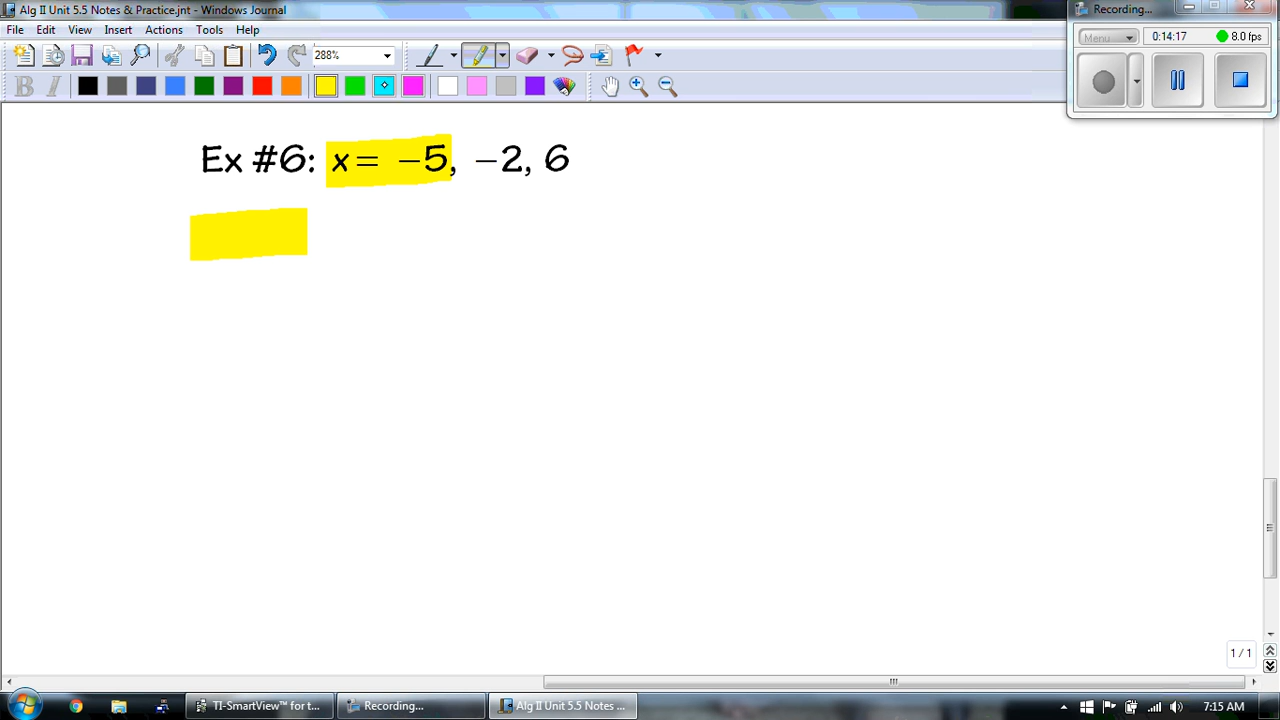 Alg II Unit 5.5 Notes & Practice.jnt - Windows Journal
Recording...
File Edit View Insert Actions Tools Help
Menu 0:14:17 8.0 fps
288%
B I
Ex #6: x = −5, −2, 6
1 / 1
TI-SmartView™ for t... Recording... Alg II Unit 5.5 Notes ... 7:15 AM